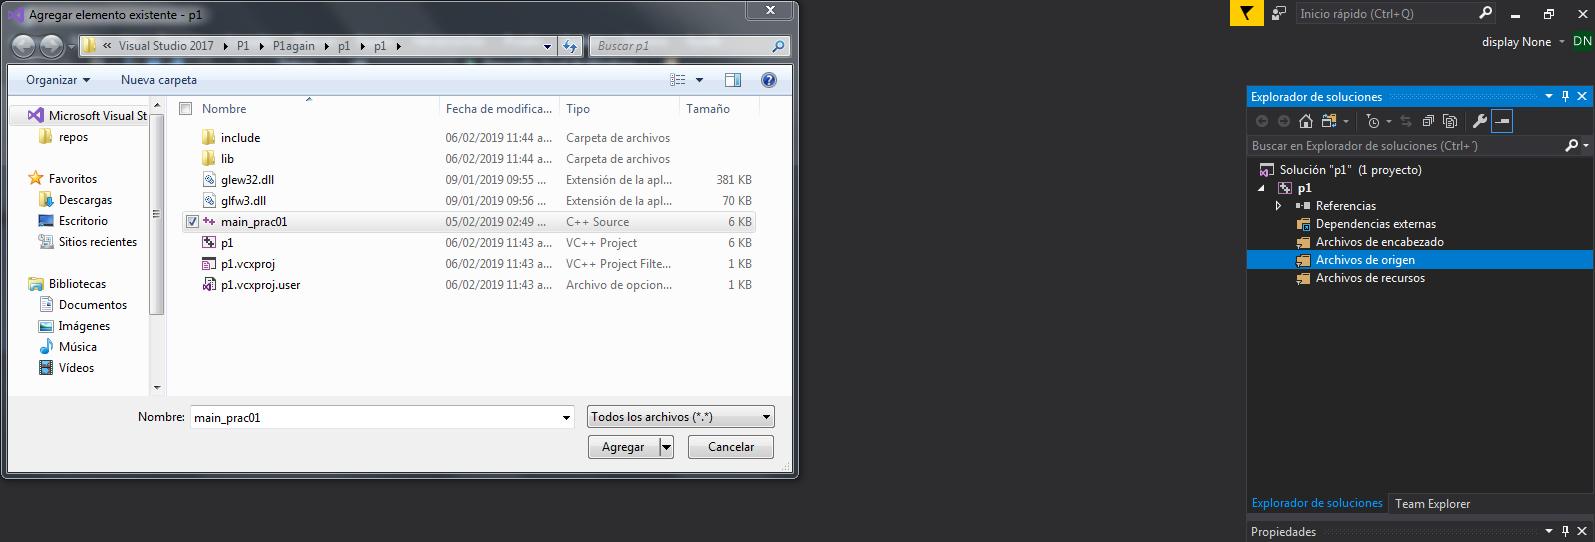 Agregar elemento existente - p1
« Visual Studio 2017 P1 P1again p1 p1
Buscar p1
Organizar Nueva carpeta
Nombre Fecha de modifica... Tipo Tamaño
Microsoft Visual St
repos
Favoritos
Descargas
Escritorio
Sitios recientes
Bibliotecas
Documentos
Imágenes
Música
Vídeos
include 06/02/2019 11:44 a... Carpeta de archivos
lib 06/02/2019 11:44 a... Carpeta de archivos
glew32.dll 09/01/2019 09:55 ... Extensión de la apl... 381 KB
glfw3.dll 09/01/2019 09:56 ... Extensión de la apl... 70 KB
main_prac01 05/02/2019 02:49 ... C++ Source 6 KB
p1 06/02/2019 11:43 a... VC++ Project 6 KB
p1.vcxproj 06/02/2019 11:43 a... VC++ Project Filte... 1 KB
p1.vcxproj.user 06/02/2019 11:43 a... Archivo de opcion... 1 KB
Nombre: main_prac01 Todos los archivos (*.*)
Agregar Cancelar
Inicio rápido (Ctrl+Q)
display None DN
Explorador de soluciones
Buscar en Explorador de soluciones (Ctrl+´)
Solución "p1" (1 proyecto)
p1
Referencias
Dependencias externas
Archivos de encabezado
Archivos de origen
Archivos de recursos
Explorador de soluciones Team Explorer
Propiedades